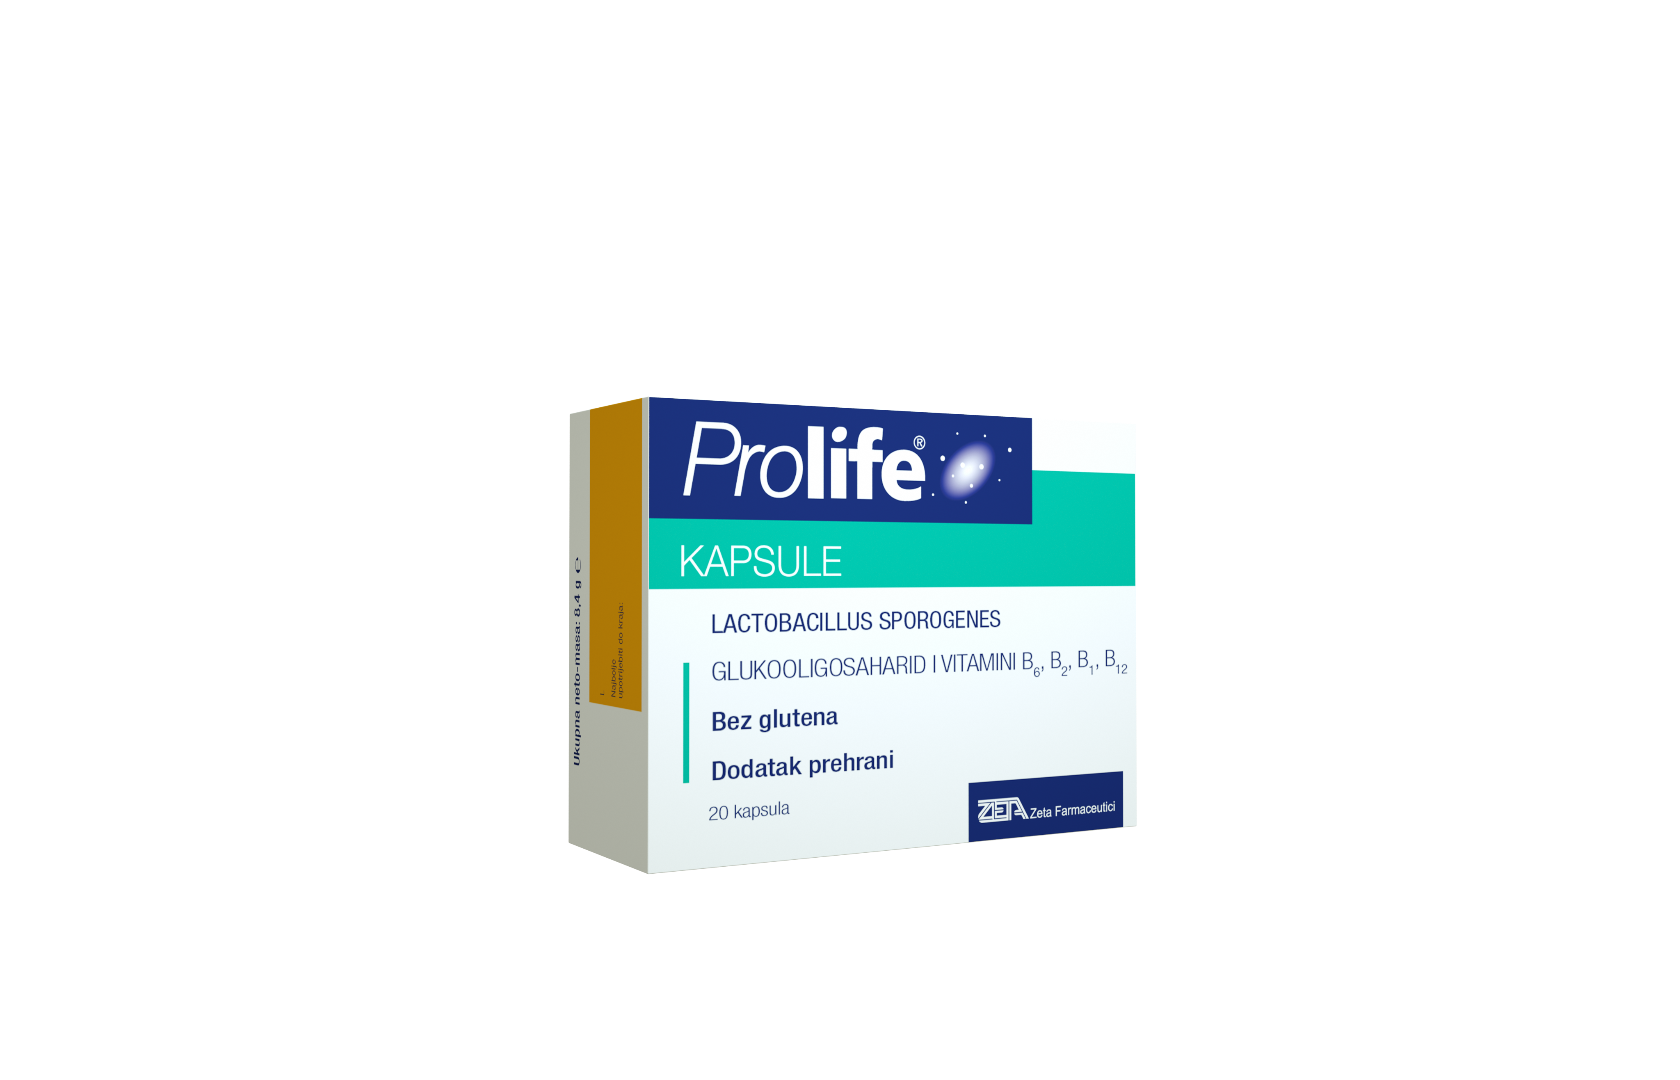 Prolife®
KAPSULE
LACTOBACILLUS SPOROGENES
GLUKOOLIGOSAHARID I VITAMINI B6, B2, B1, B12
Bez glutena
Dodatak prehrani
20 kapsula
ZETA Zeta Farmaceutici
Ukupna neto-masa: 8,4 g ℮
L
Najbolje
upotrijebiti do kraja: